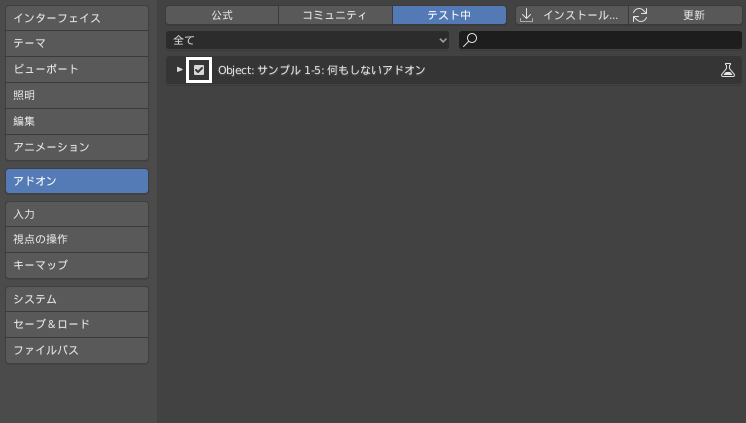 インターフェイス
テーマ
ビューポート
照明
編集
アニメーション
アドオン
入力
視点の操作
キーマップ
システム
セーブ＆ロード
ファイルパス
公式 コミュニティ テスト中 インストール... 更新
全て
Object: サンプル 1-5: 何もしないアドオン